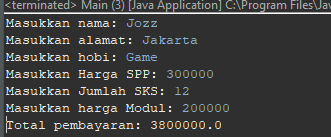 <terminated> Main (3) [Java Application] C:\Program Files\Jav
Masukkan nama: Jozz
Masukkan alamat: Jakarta
Masukkan hobi: Game
Masukkan Harga SPP: 300000
Masukkan Jumlah SKS: 12
Masukkan harga Modul: 200000
Total pembayaran: 3800000.0